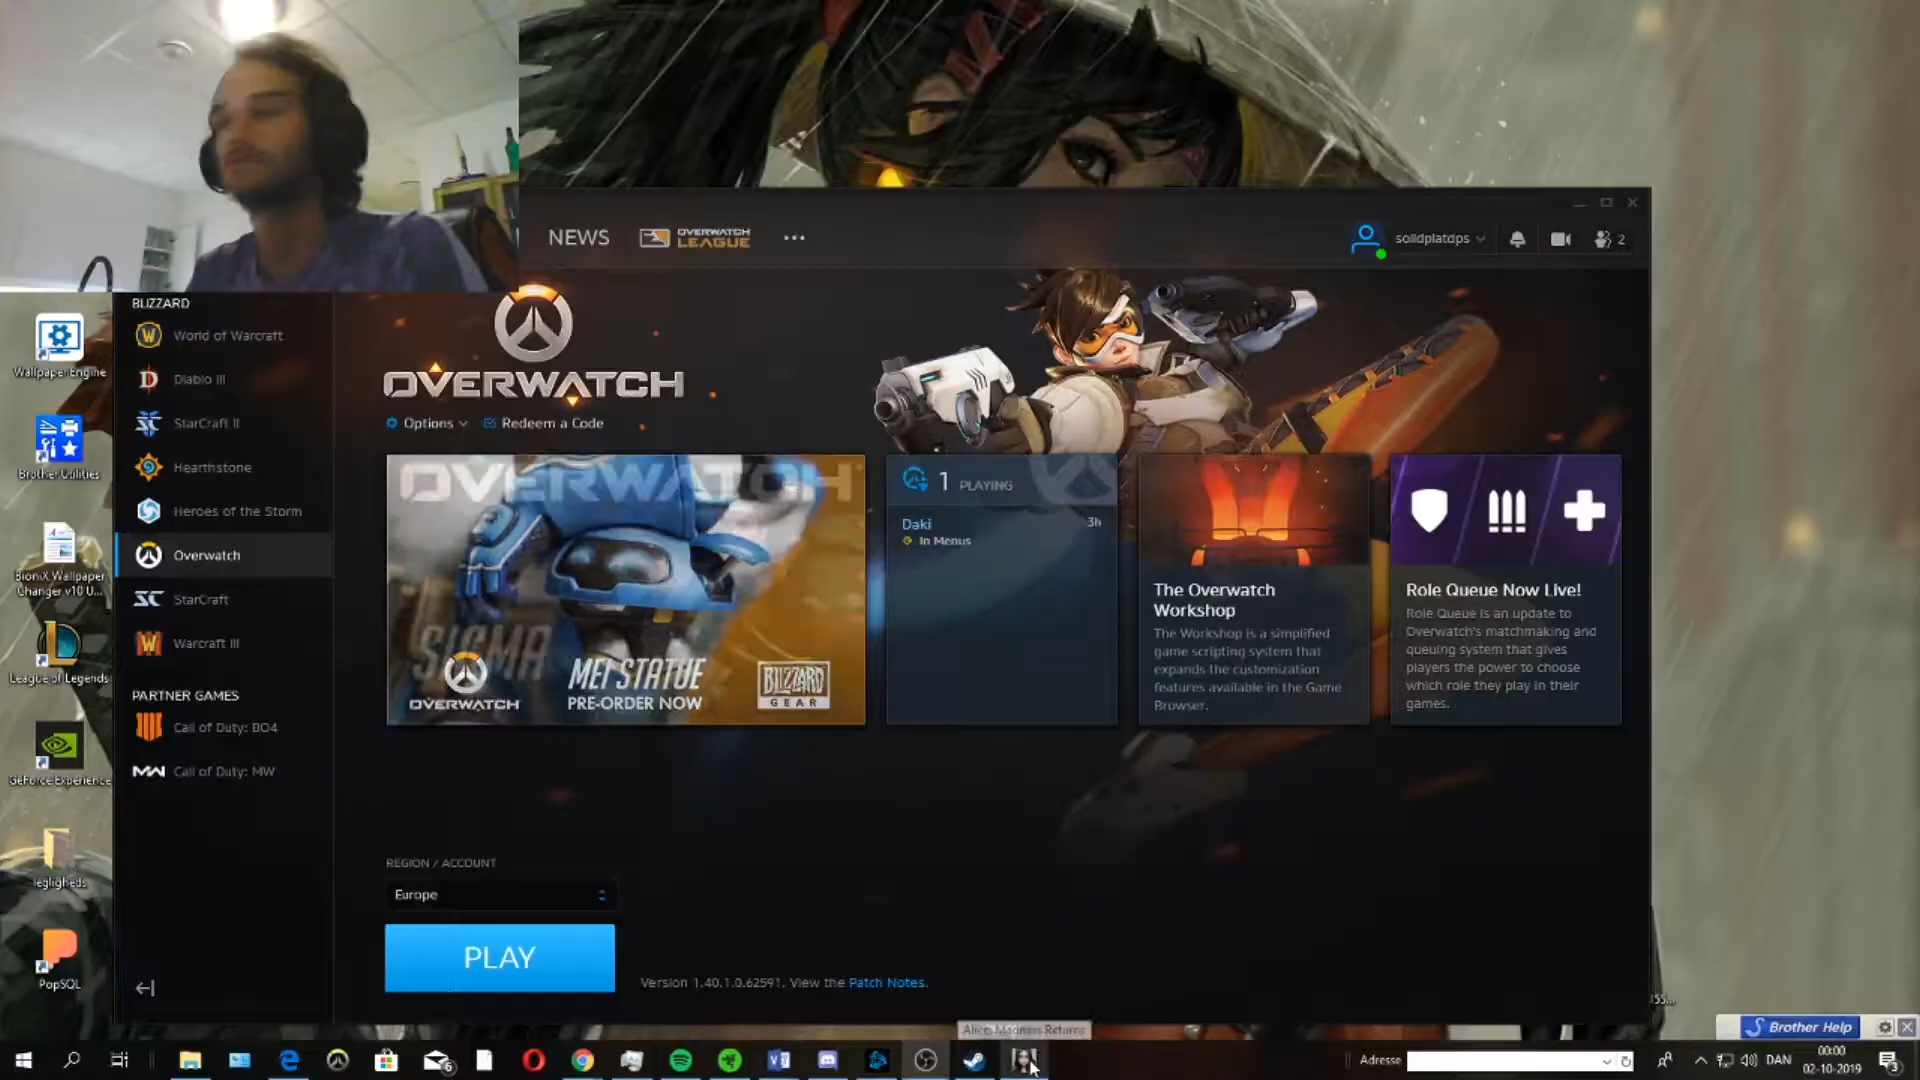 NEWS
OVERWATCH
LEAGUE
solidplatdps
2
BLIZZARD
World of Warcraft
Diablo III
StarCraft II
Hearthstone
Heroes of the Storm
Overwatch
StarCraft
Warcraft III
PARTNER GAMES
Call of Duty: BO4
Call of Duty: MW
Wallpaper Engine
Brother Utilities
BioniX Wallpaper
Changer v10 U...
League of Legends
GeForce Experience
legligheds
PopSQL
OVERWATCH
Options
Redeem a Code
OVERWATCH
SIGMA
OVERWATCH
MEI STATUE
PRE-ORDER NOW
BLIZZARD
GEAR
1 PLAYING
Daki
3h
In Menus
The Overwatch
Workshop
The Workshop is a simplified
game scripting system that
expands the customization
features available in the Game
Browser.
Role Queue Now Live!
Role Queue is an update to
Overwatch's matchmaking and
queuing system that gives
players the power to choose
which role they play in their
games.
REGION / ACCOUNT
Europe
PLAY
Version 1.40.1.0.62591. View the Patch Notes.
155...
Alice: Madness Returns
Brother Help
6
Adresse
DAN
00:00
02-10-2019
3